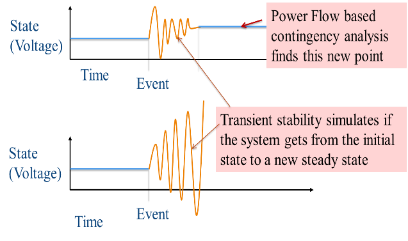 State
(Voltage)
Power Flow based
contingency analysis
finds this new point
Time
Event
Transient stability simulates if
the system gets from the initial
state to a new steady state
State
(Voltage)
Time
Event